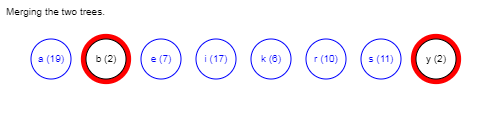 Merging the two trees.
a (19) b (2) e (7) i (17) k (6) r (10) s (11) y (2)